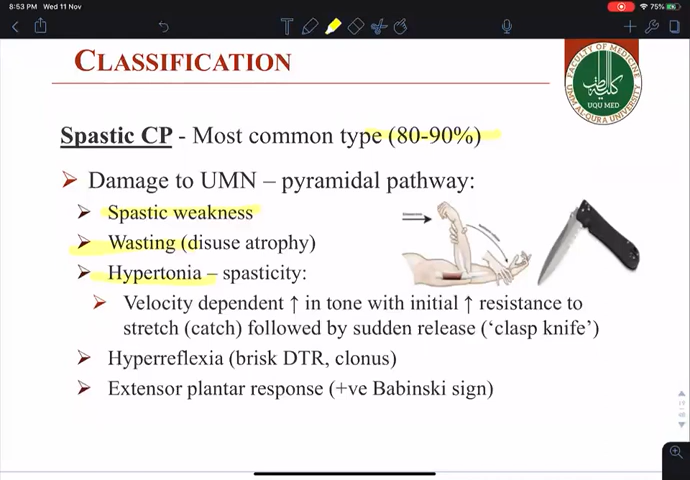 8:53 PM Wed 11 Nov
75%
CLASSIFICATION
FACULTY OF MEDICINE
UQU MED
UMM AL-QURA UNIVERSITY
Spastic CP - Most common type (80-90%)
Damage to UMN – pyramidal pathway:
Spastic weakness
Wasting (disuse atrophy)
Hypertonia – spasticity:
Velocity dependent ↑ in tone with initial ↑ resistance to
stretch (catch) followed by sudden release (‘clasp knife’)
Hyperreflexia (brisk DTR, clonus)
Extensor plantar response (+ve Babinski sign)